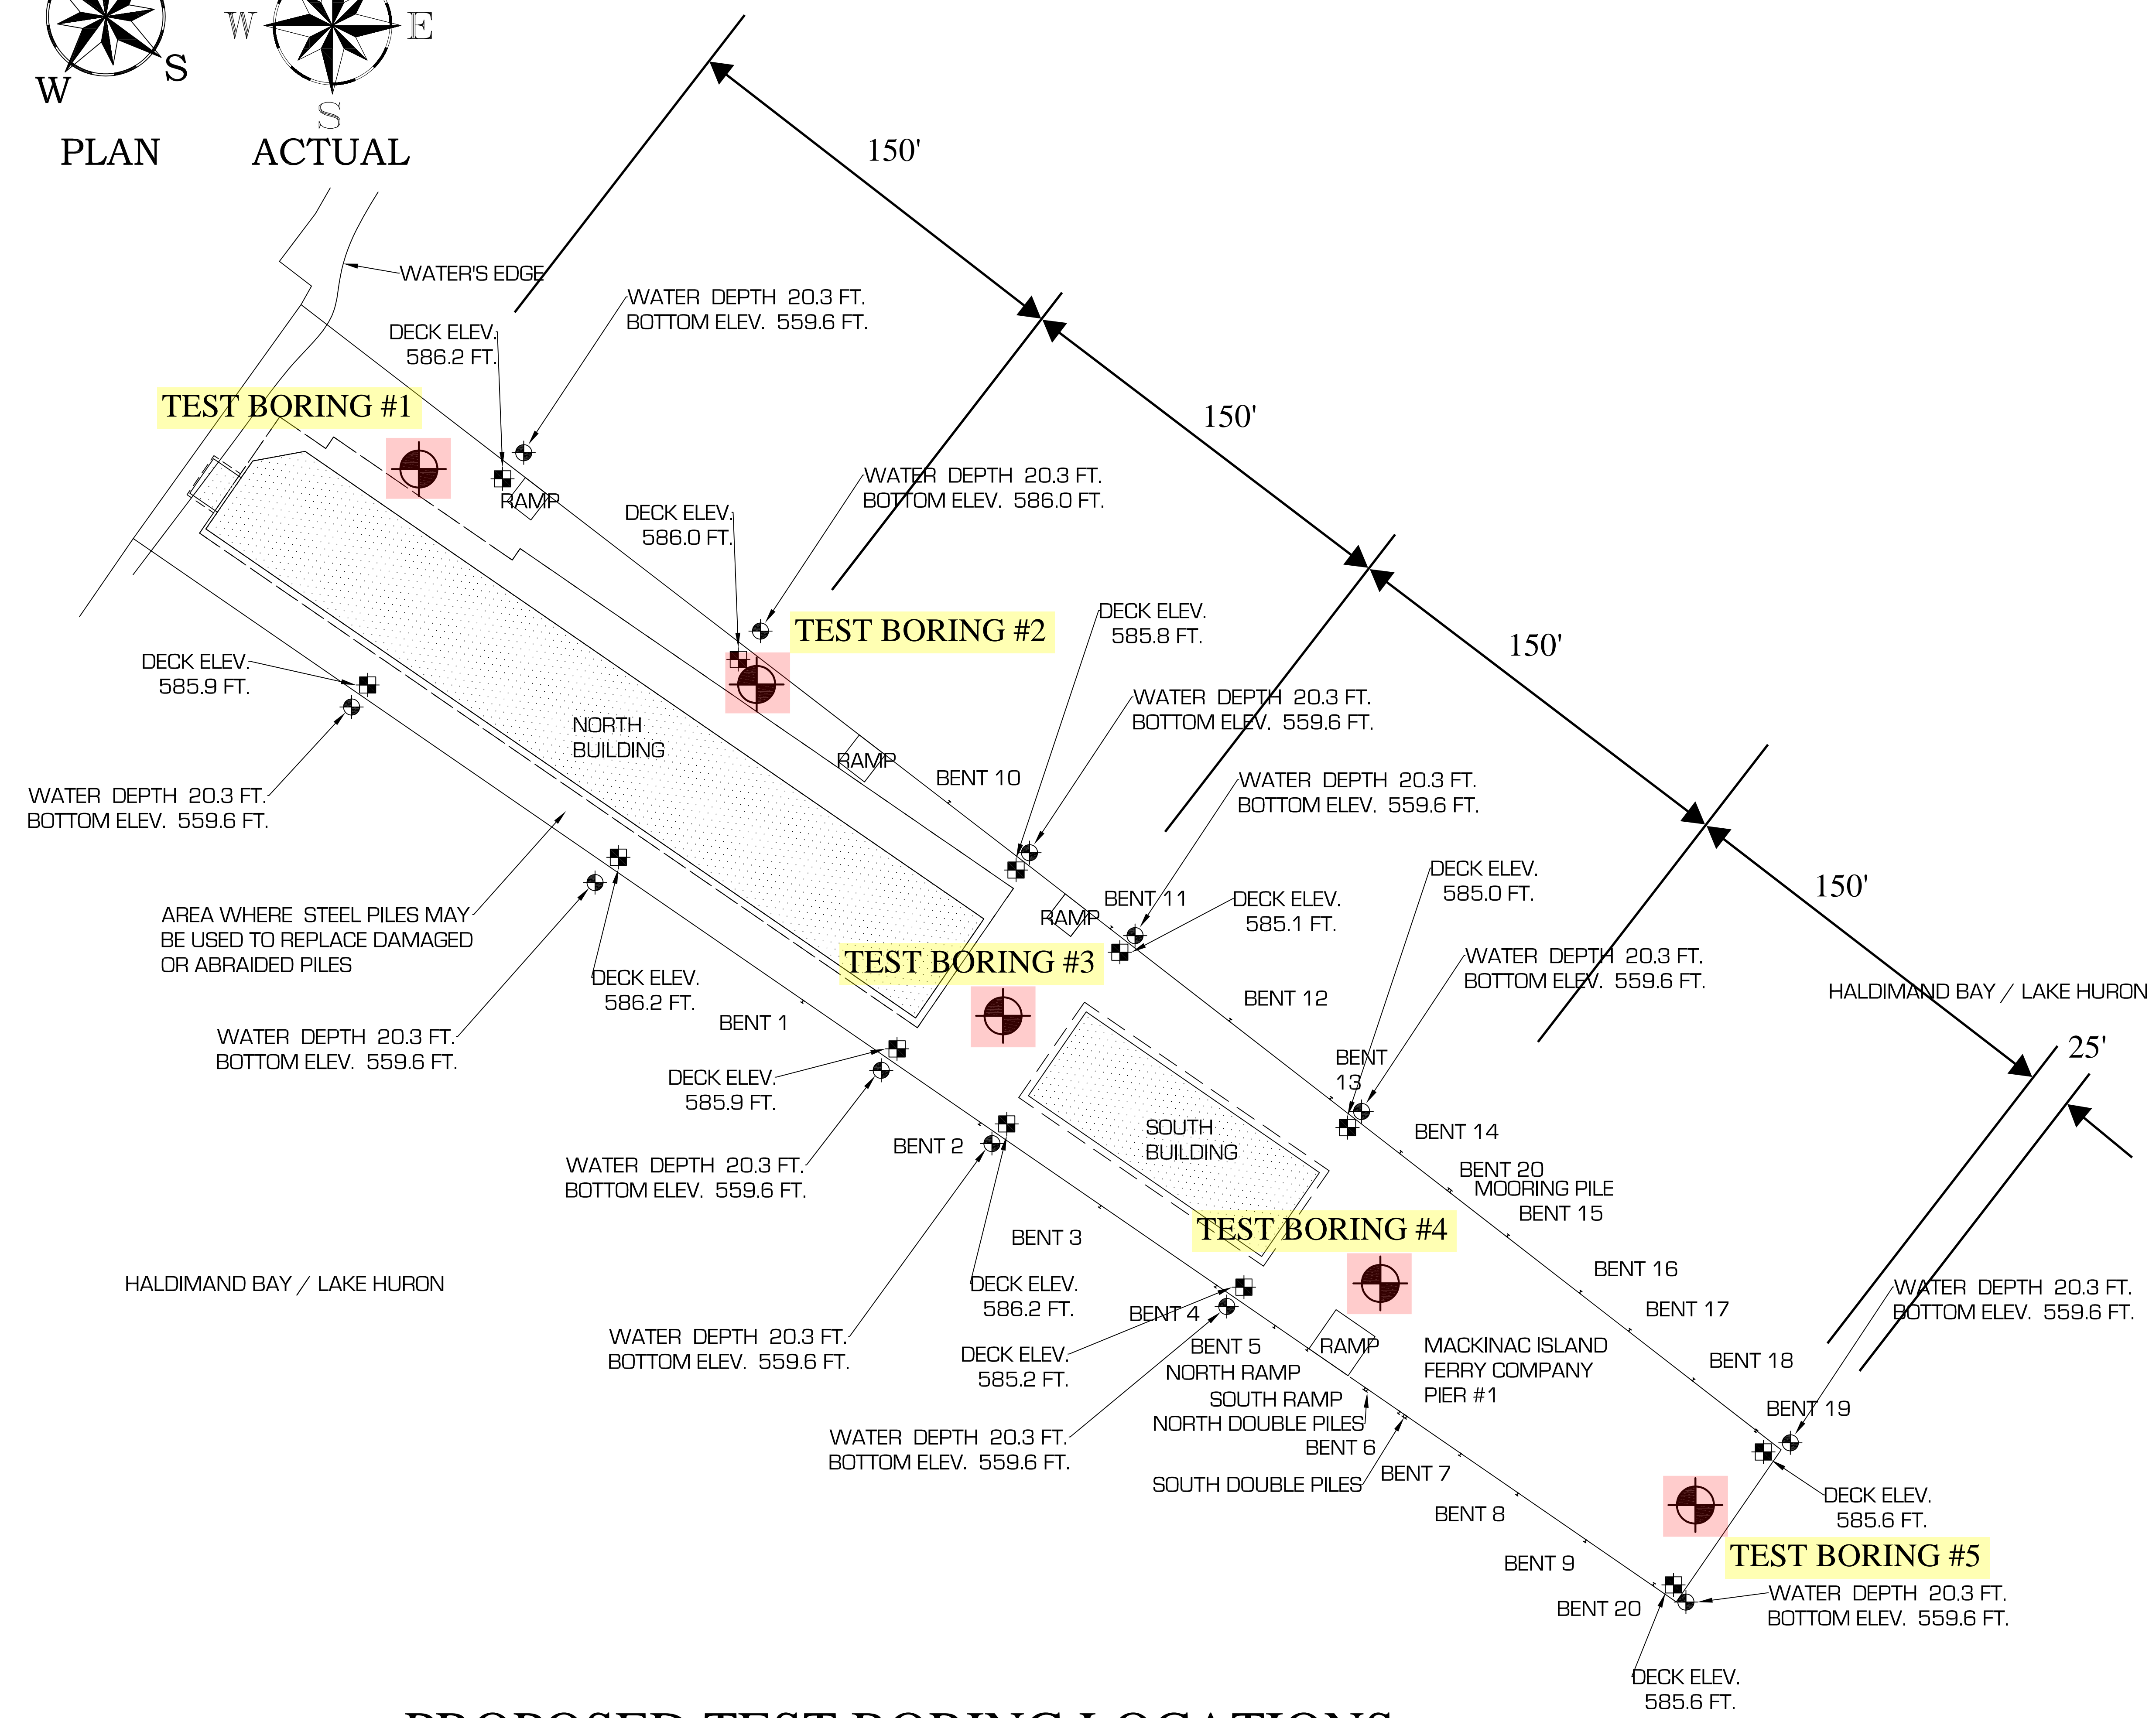 W
E
W
S
S
PLAN
ACTUAL
150'
150'
150'
150'
25'
WATER'S EDGE
WATER DEPTH 20.3 FT.
BOTTOM ELEV. 559.6 FT.
DECK ELEV.
586.2 FT.
TEST BORING #1
RAMP
WATER DEPTH 20.3 FT.
BOTTOM ELEV. 586.0 FT.
DECK ELEV.
586.0 FT.
TEST BORING #2
DECK ELEV.
585.8 FT.
DECK ELEV.
585.9 FT.
WATER DEPTH 20.3 FT.
BOTTOM ELEV. 559.6 FT.
NORTH
BUILDING
RAMP
BENT 10
WATER DEPTH 20.3 FT.
BOTTOM ELEV. 559.6 FT.
WATER DEPTH 20.3 FT.
BOTTOM ELEV. 559.6 FT.
DECK ELEV.
585.0 FT.
BENT 11
RAMP
DECK ELEV.
585.1 FT.
AREA WHERE STEEL PILES MAY
BE USED TO REPLACE DAMAGED
OR ABRAIDED PILES
TEST BORING #3
WATER DEPTH 20.3 FT.
BOTTOM ELEV. 559.6 FT.
HALDIMAND BAY / LAKE HURON
DECK ELEV.
586.2 FT.
BENT 12
BENT 1
WATER DEPTH 20.3 FT.
BOTTOM ELEV. 559.6 FT.
BENT
13
DECK ELEV.
585.9 FT.
SOUTH
BUILDING
BENT 14
BENT 2
WATER DEPTH 20.3 FT.
BOTTOM ELEV. 559.6 FT.
BENT 20
MOORING PILE
BENT 15
TEST BORING #4
BENT 3
HALDIMAND BAY / LAKE HURON
DECK ELEV.
586.2 FT.
BENT 16
WATER DEPTH 20.3 FT.
BOTTOM ELEV. 559.6 FT.
BENT 4
BENT 17
WATER DEPTH 20.3 FT.
BOTTOM ELEV. 559.6 FT.
DECK ELEV.
585.2 FT.
BENT 5
RAMP
MACKINAC ISLAND
FERRY COMPANY
PIER #1
BENT 18
NORTH RAMP
SOUTH RAMP
NORTH DOUBLE PILES
BENT 19
WATER DEPTH 20.3 FT.
BOTTOM ELEV. 559.6 FT.
BENT 6
BENT 7
SOUTH DOUBLE PILES
DECK ELEV.
585.6 FT.
BENT 8
TEST BORING #5
BENT 9
WATER DEPTH 20.3 FT.
BOTTOM ELEV. 559.6 FT.
BENT 20
DECK ELEV.
585.6 FT.
PROPOSED TEST BORING LOCATIONS